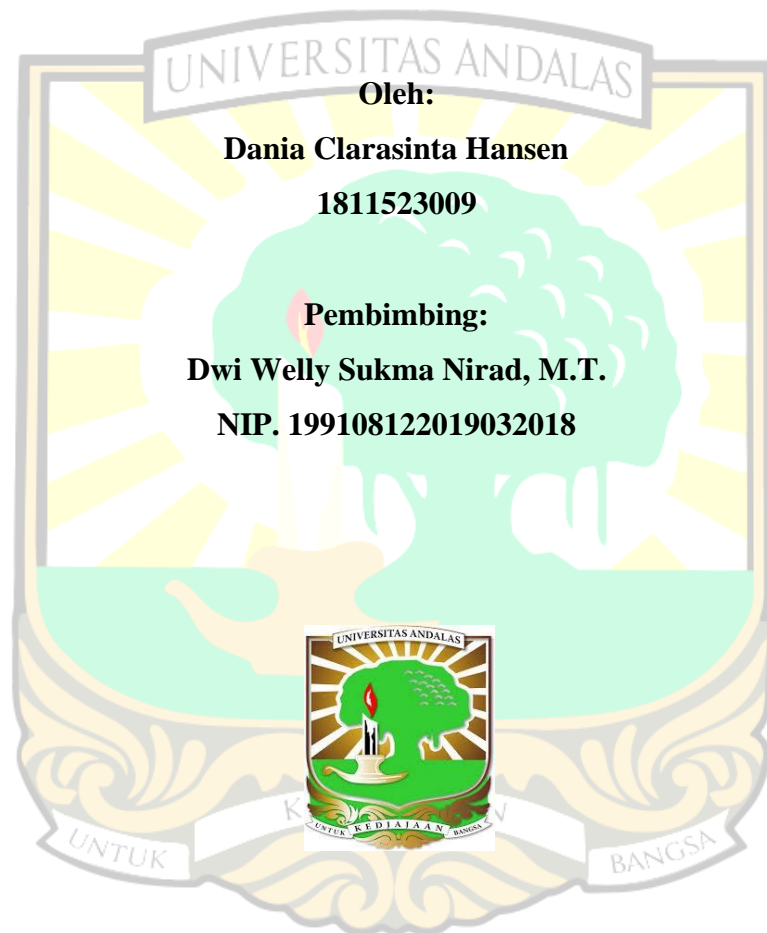 UNIVERSITAS ANDALAS
Oleh:
Dania Clarasinta Hansen
1811523009
Pembimbing:
Dwi Welly Sukma Nirad, M.T.
NIP. 199108122019032018
UNIVERSITAS ANDALAS
UNTUK KEDJAJAAN BANGSA
UNTUK K N BANGSA